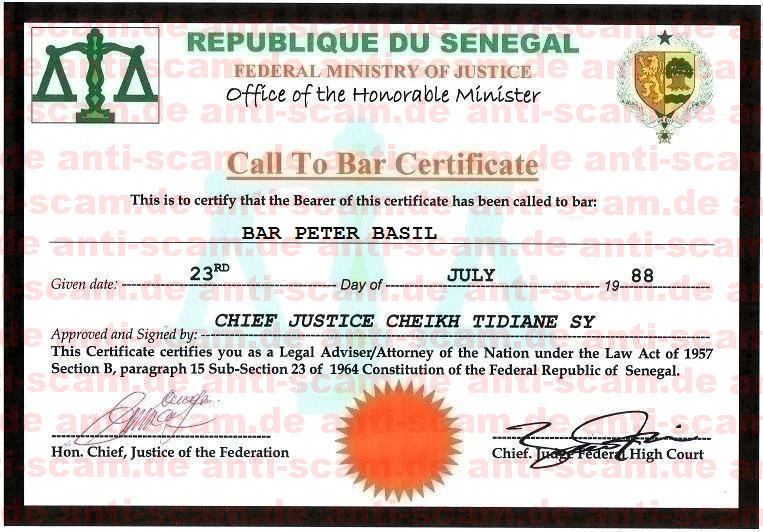 REPUBLIQUE DU SENEGAL
FEDERAL MINISTRY OF JUSTICE
Office of the Honorable Minister
Call To Bar Certificate
This is to certify that the Bearer of this certificate has been called to bar:
BAR PETER BASIL
Given date: 23RD Day of JULY 19 88
Approved and Signed by: CHIEF JUSTICE CHEIKH TIDIANE SY
This Certificate certifies you as a Legal Adviser/Attorney of the Nation under the Law Act of 1957
Section B, paragraph 15 Sub-Section 23 of 1964 Constitution of the Federal Republic of Senegal.
Hon. Chief, Justice of the Federation
Chief. Judge Federal High Court
anti-scam.de